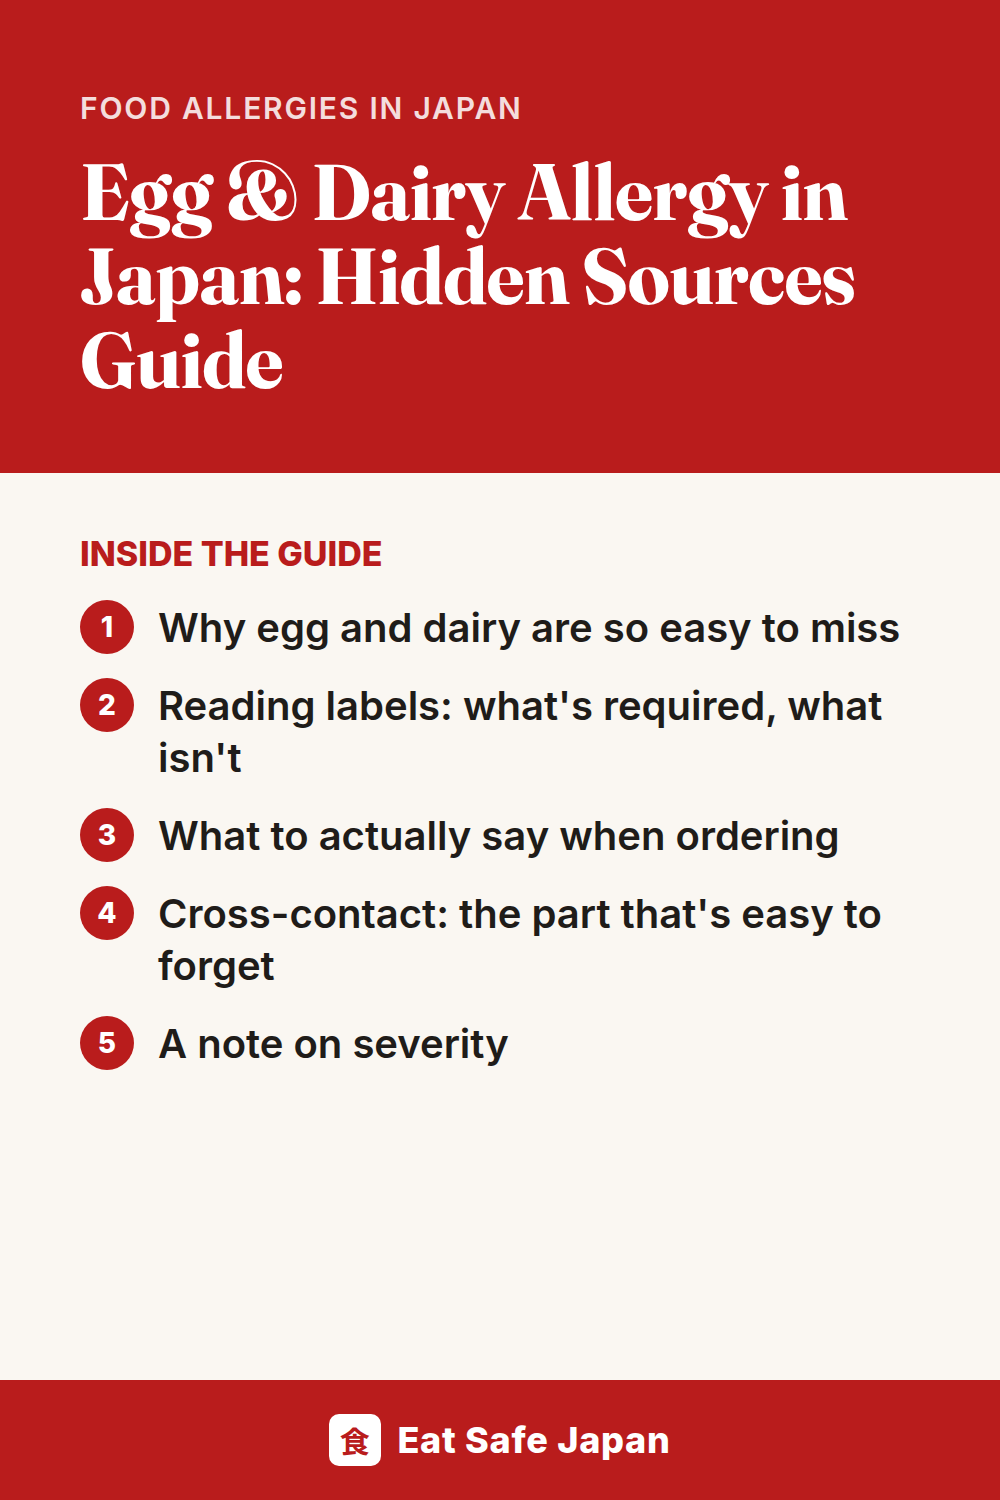 FOOD ALLERGIES IN JAPAN
Egg & Dairy Allergy in
Japan: Hidden Sources
Guide
INSIDE THE GUIDE
1 Why egg and dairy are so easy to miss
2 Reading labels: what's required, what
isn't
3 What to actually say when ordering
4 Cross-contact: the part that's easy to
forget
5 A note on severity
食 Eat Safe Japan